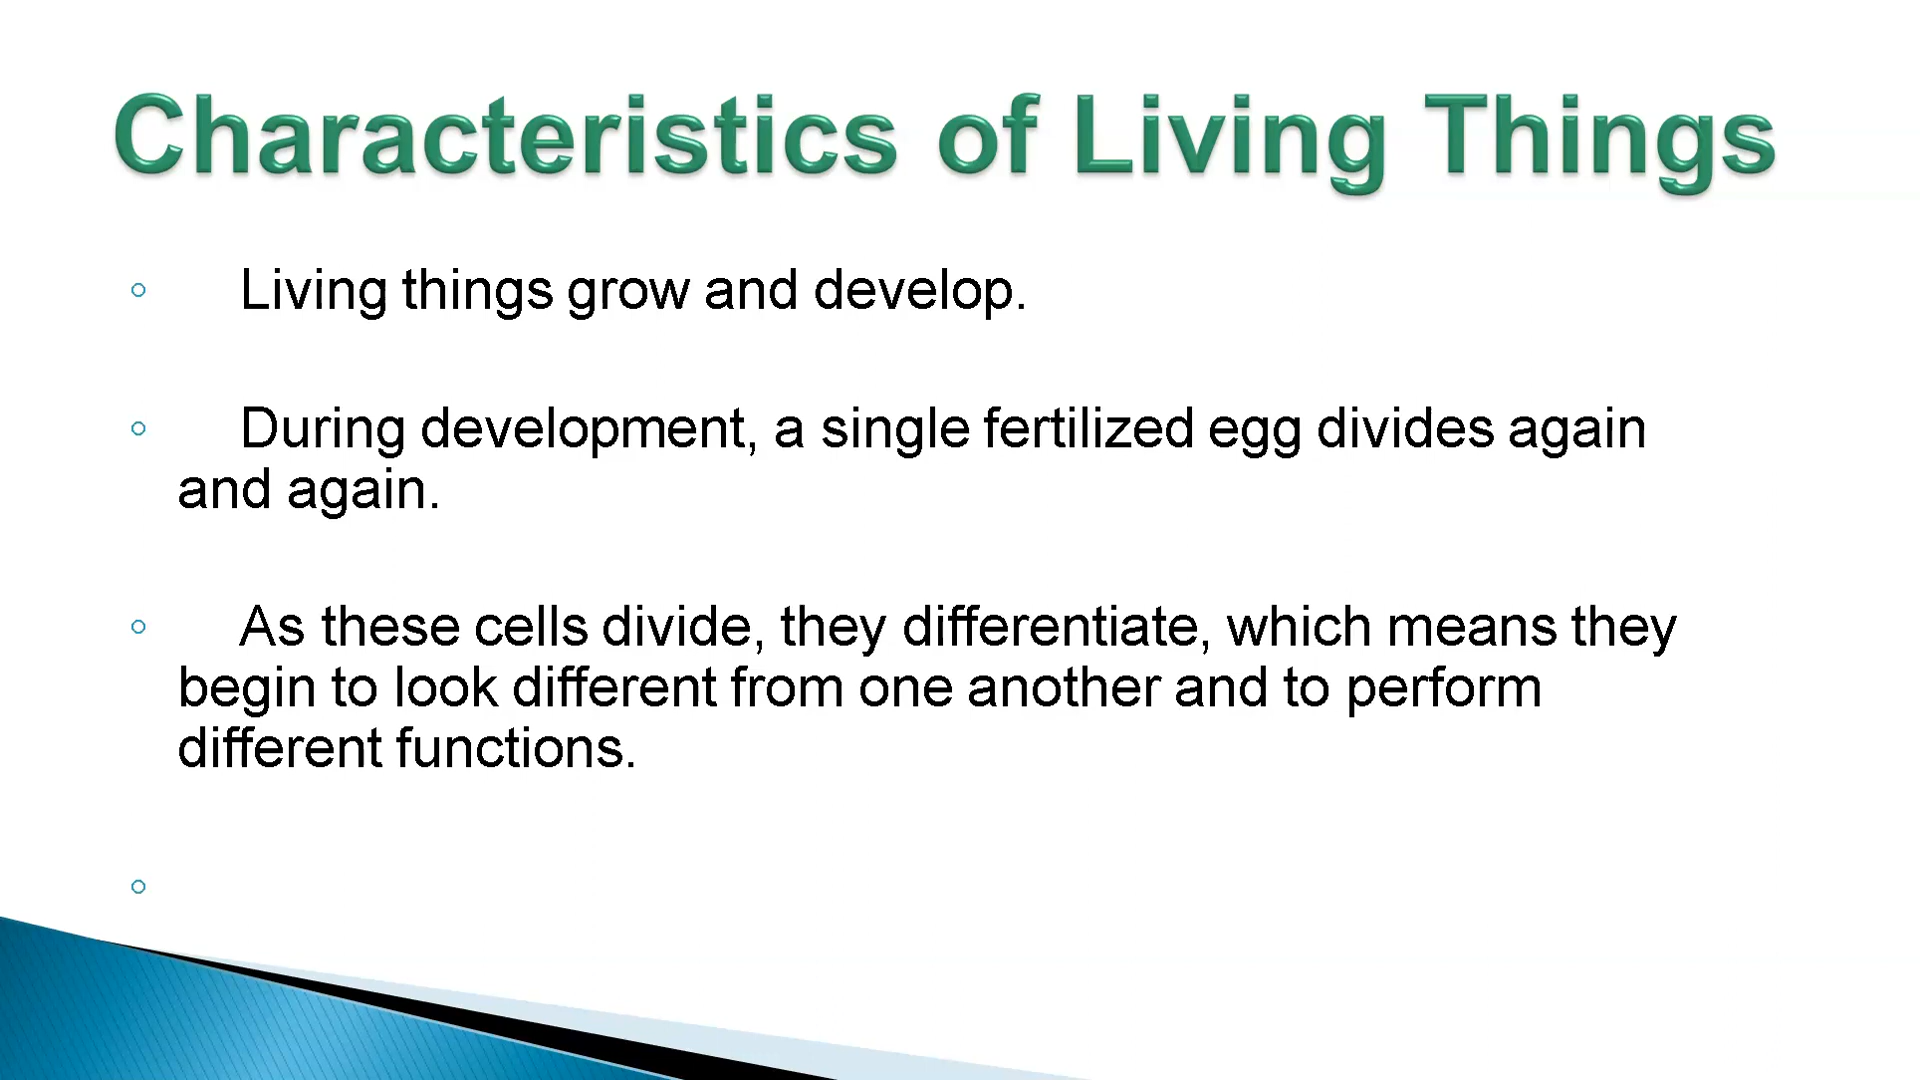 Characteristics of Living Things
Living things grow and develop.
During development, a single fertilized egg divides again
and again.
As these cells divide, they differentiate, which means they
begin to look different from one another and to perform
different functions.